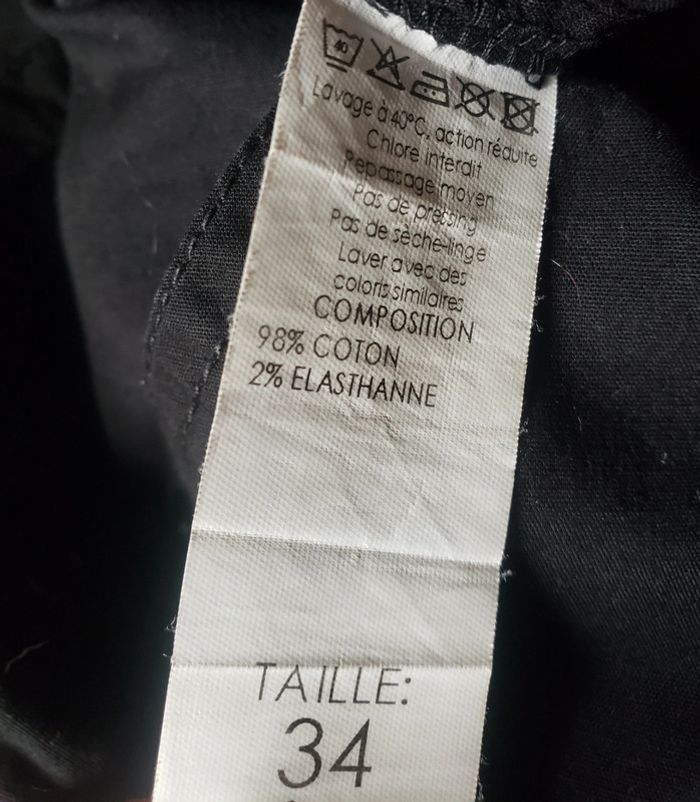 40
Lavage à 40°C, action réduite
Chlore interdit
Repassage moyen
Pas de pressing
Pas de sèche-linge
Laver avec des
coloris similaires
COMPOSITION
98% COTON
2% ELASTHANNE
TAILLE:
34